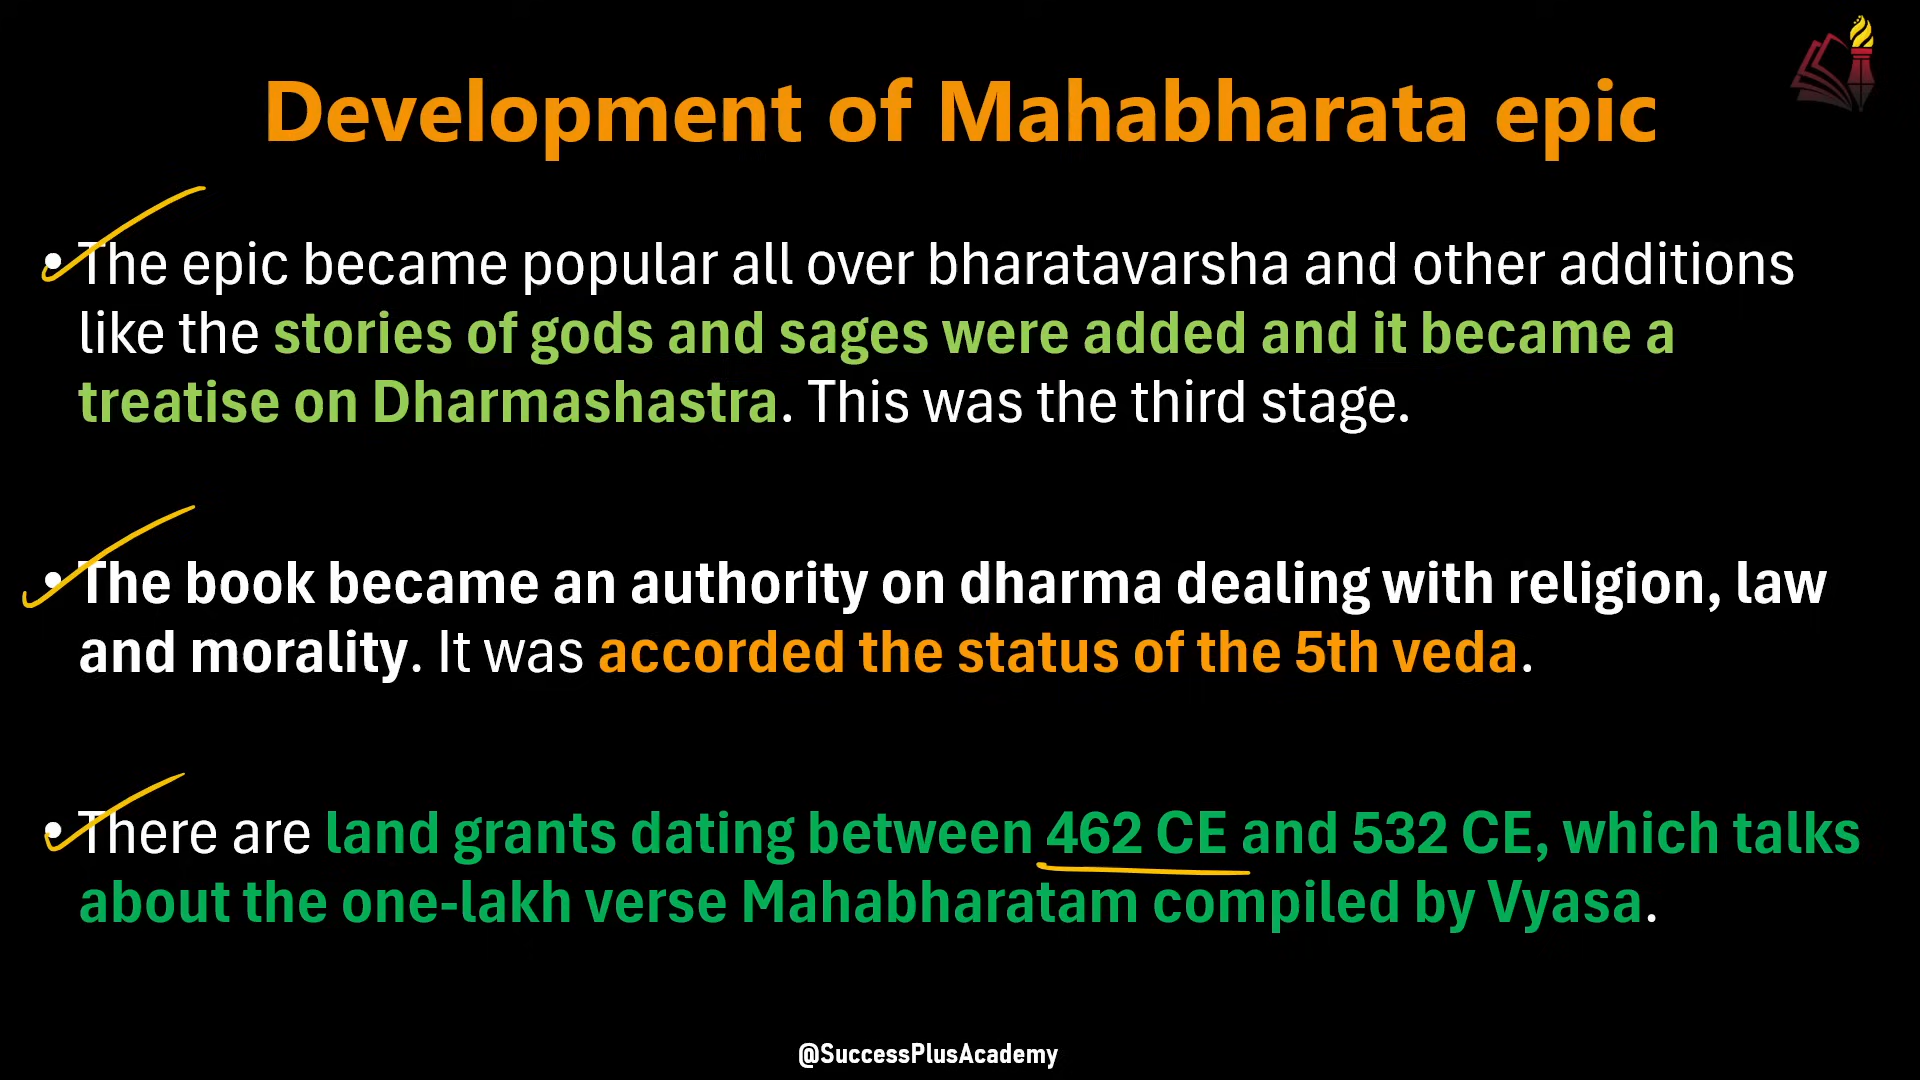 Development of Mahabharata epic
• The epic became popular all over bharatavarsha and other additions
like the stories of gods and sages were added and it became a
treatise on Dharmashastra. This was the third stage.
• The book became an authority on dharma dealing with religion, law
and morality. It was accorded the status of the 5th veda.
• There are land grants dating between 462 CE and 532 CE, which talks
about the one-lakh verse Mahabharatam compiled by Vyasa.
@SuccessPlusAcademy